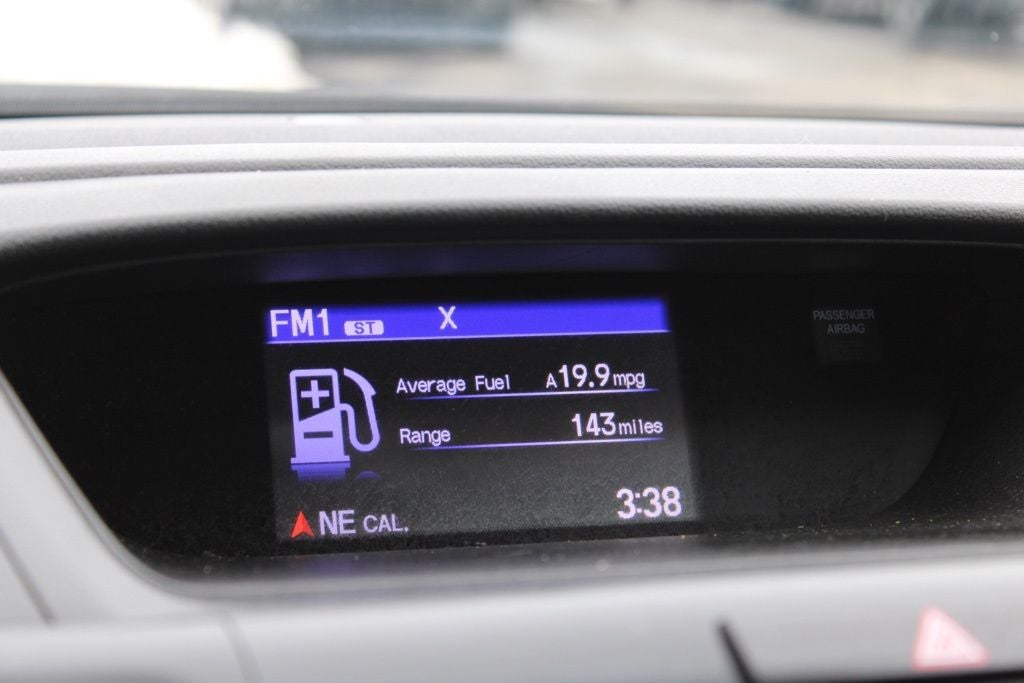 FM1 ST X
PASSENGER
AIRBAG
Average Fuel A19.9mpg
Range 143miles
NE CAL. 3:38